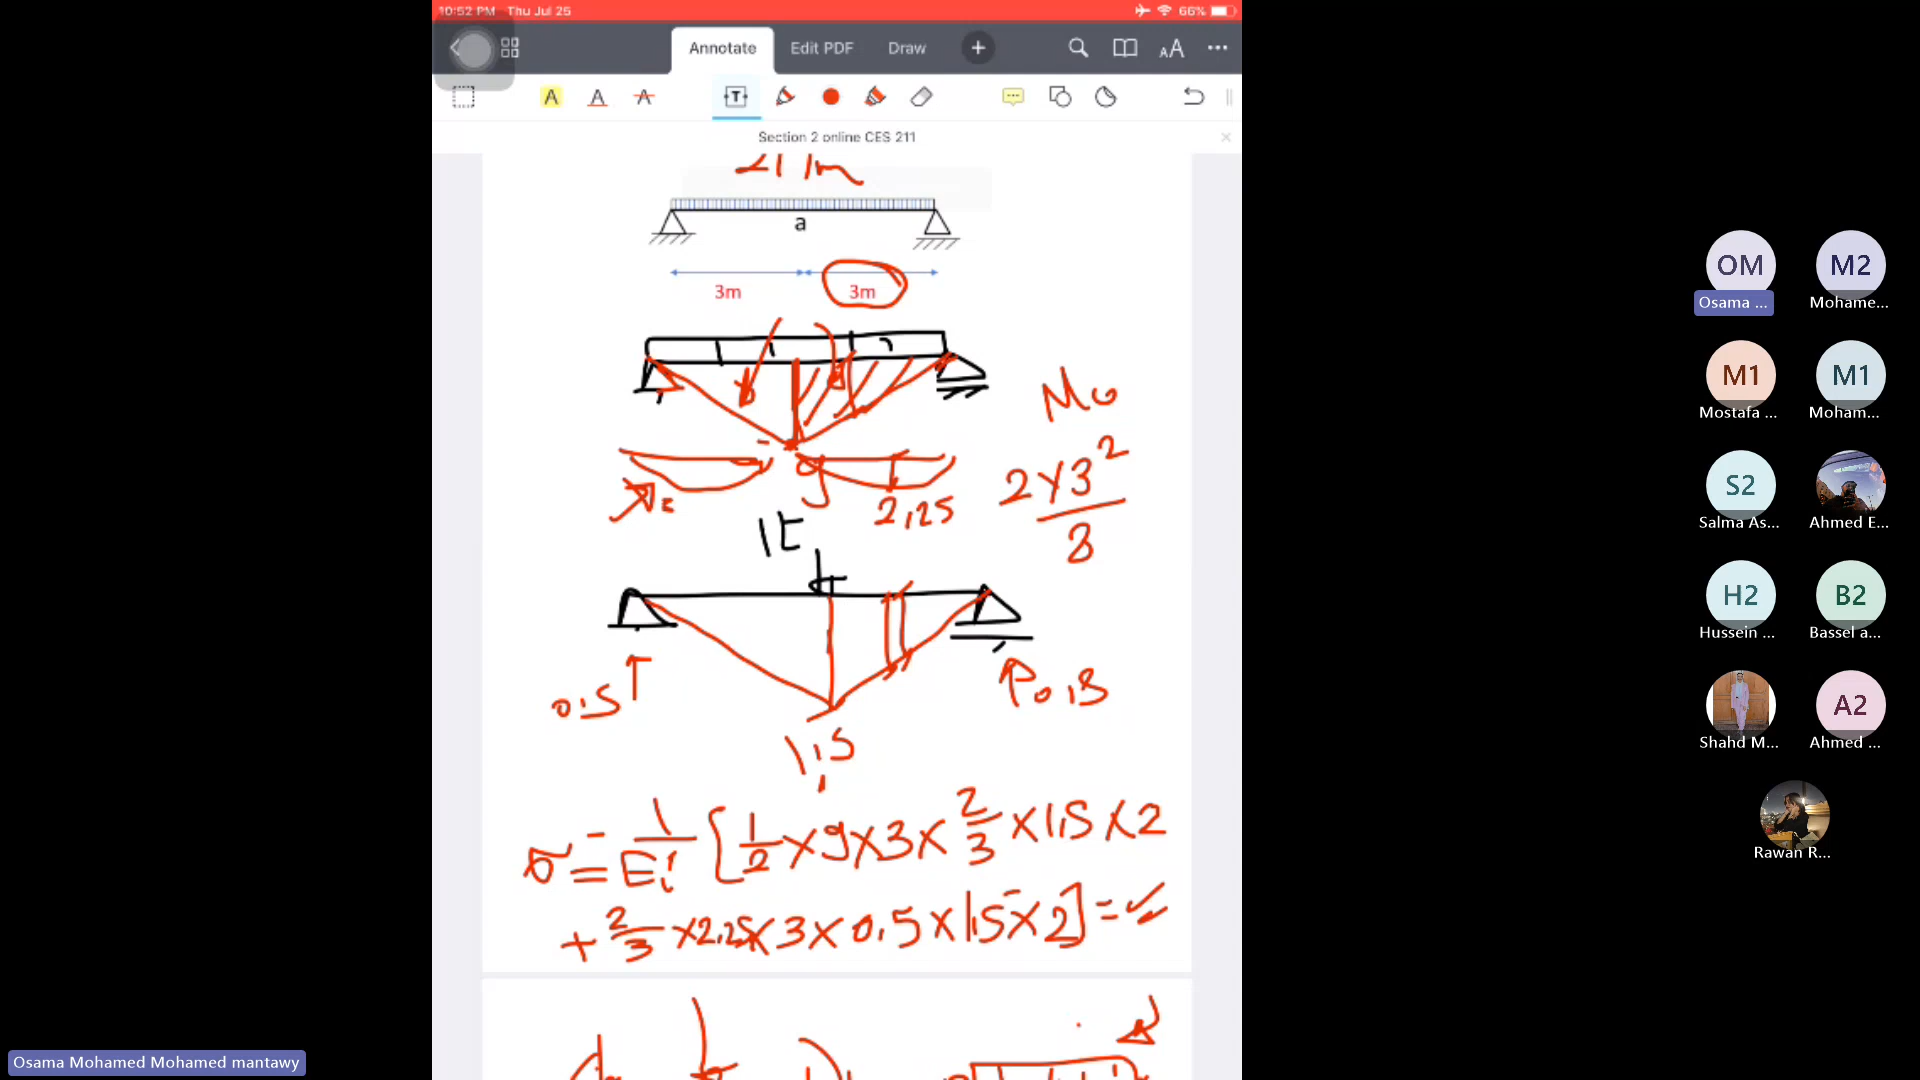 10:52 PM Thu Jul 25
66%
Annotate Edit PDF Draw
Section 2 online CES 211
a
3m 3m
Mo
2×3²
8
9
2,25
1t
0.5
1.5
= 1/EI [1/2 × 9 × 3 × 2/3 × 1.5 × 2
+ 2/3 × 2.25 × 3 × 0.5 × 1.5 × 2] =
OM M2
Osama ... Mohame...
M1 M1
Mostafa ... Moham...
S2
Salma As... Ahmed E...
H2 B2
Hussein ... Bassel a...
A2
Shahd M... Ahmed ...
Rawan R...
Osama Mohamed Mohamed mantawy